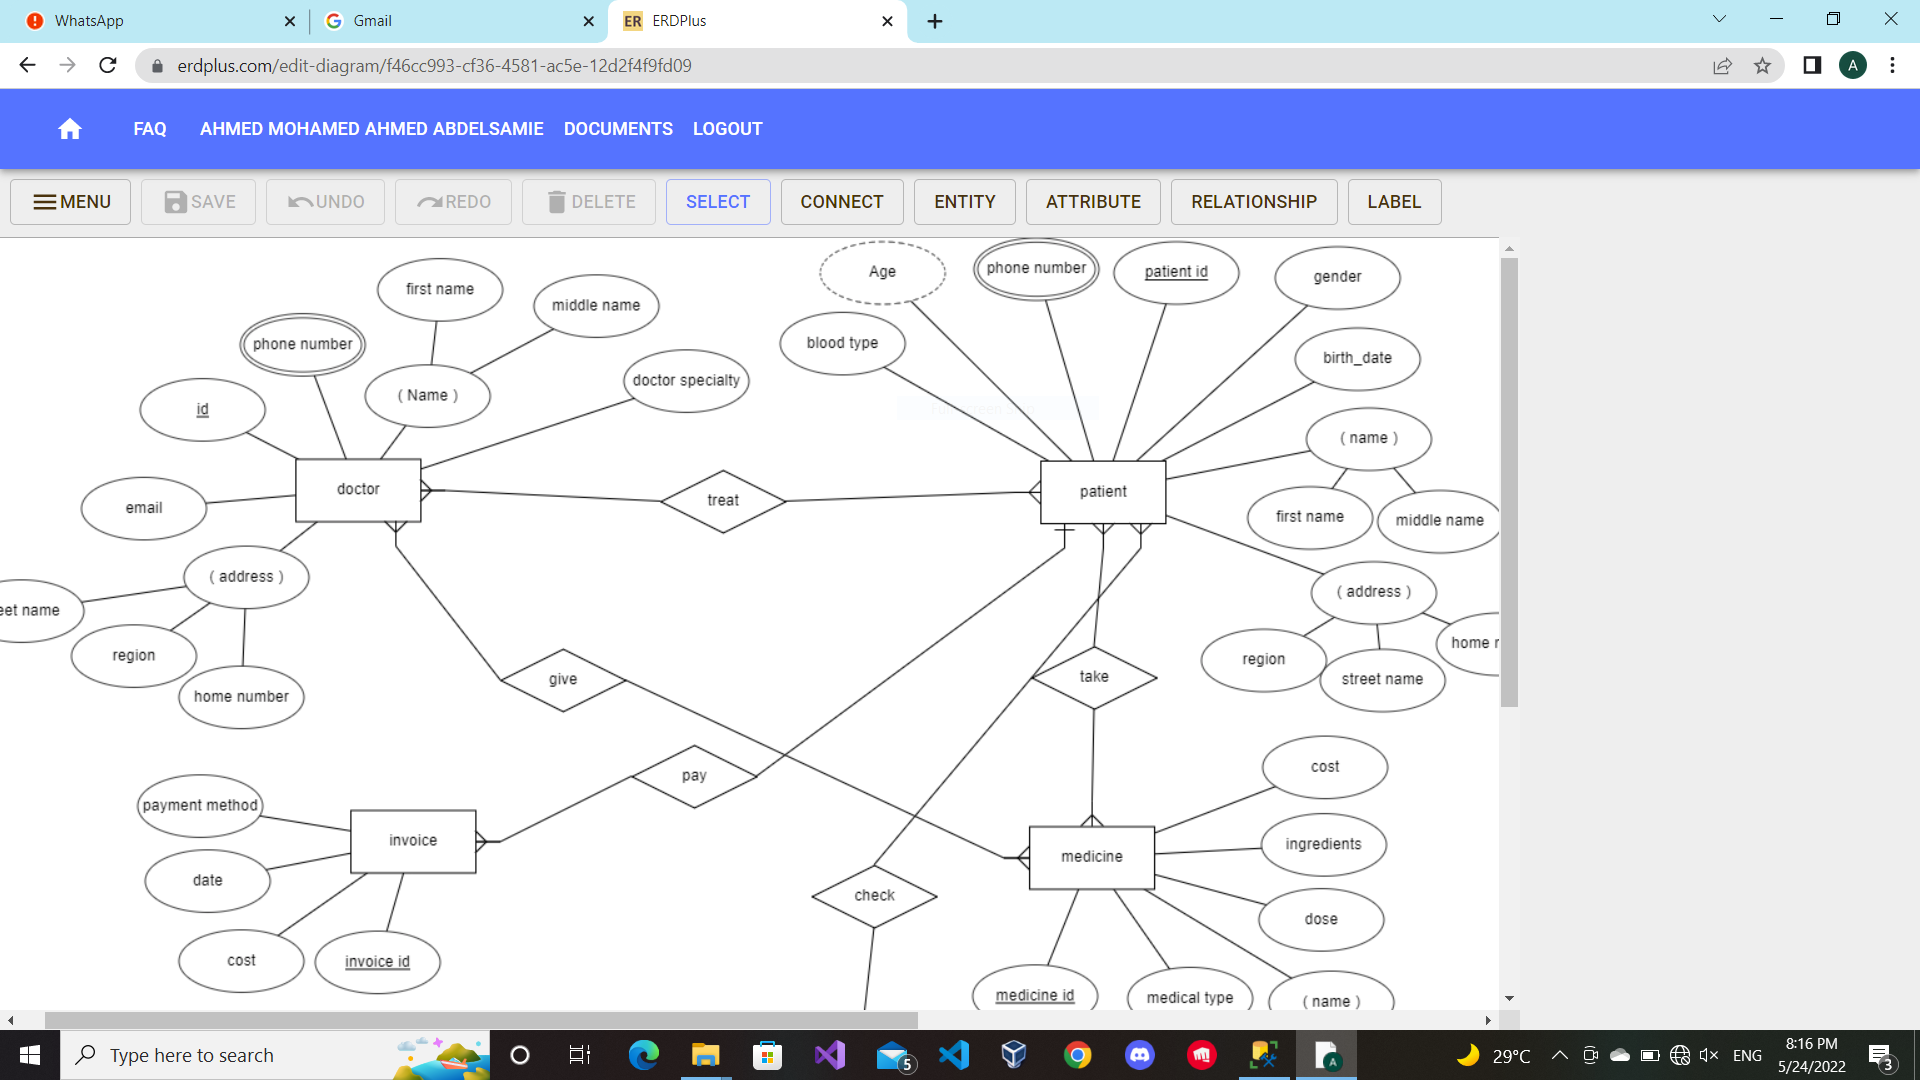 WhatsApp
Gmail
ER ERDPlus
erdplus.com/edit-diagram/f46cc993-cf36-4581-ac5e-12d2f4f9fd09
A
FAQ AHMED MOHAMED AHMED ABDELSAMIE DOCUMENTS LOGOUT
MENU SAVE UNDO REDO DELETE SELECT CONNECT ENTITY ATTRIBUTE RELATIONSHIP LABEL
first name
middle name
phone number
( Name )
doctor specialty
id
email
doctor
( address )
eet name
region
home number
treat
Age
phone number
patient id
gender
blood type
birth_date
( name )
first name
middle name
patient
( address )
region
street name
home r
give
take
pay
check
payment method
invoice
date
cost
invoice id
medicine
cost
ingredients
dose
medicine id
medical type
( name )
Type here to search
5
A
29°C
ENG
8:16 PM
5/24/2022
3